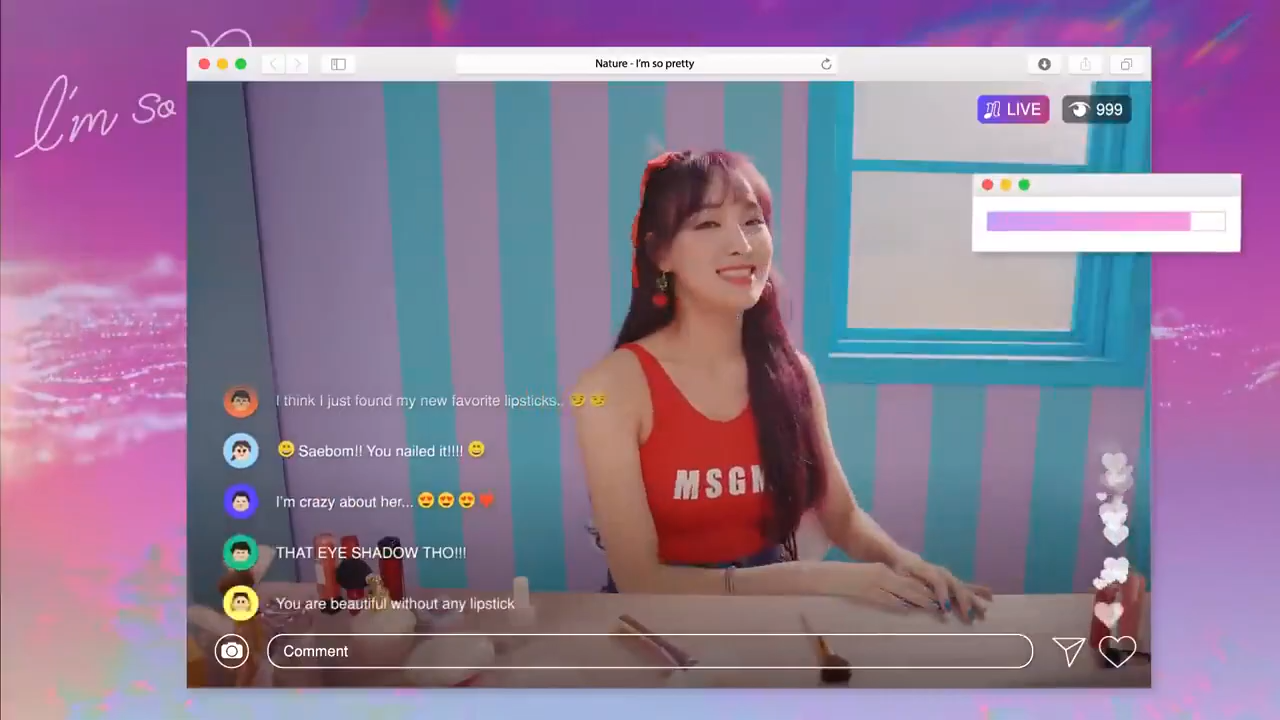 I'm so
Nature - I'm so pretty
LIVE
999
I think I just found my new favorite lipsticks.. 😏😏
😀 Saebom!! You nailed it!!!! 😀
I'm crazy about her... 😍😍😍❤️
MSGM
THAT EYE SHADOW THO!!!
You are beautiful without any lipstick
Comment